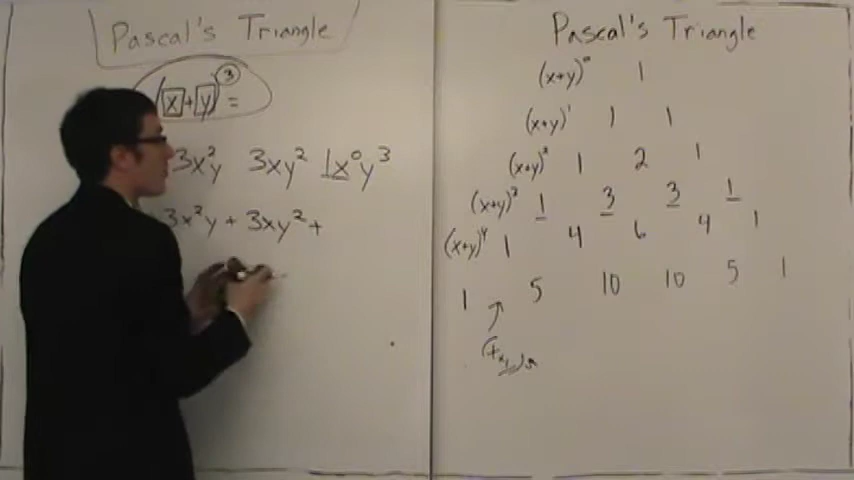 Pascal's Triangle
(x+y)³ =
3x²y 3xy² 1x⁰y³
3x²y + 3xy² +
Pascal's Triangle
(x+y)⁰ 1
(x+y)¹ 1 1
(x+y)² 1 2 1
(x+y)³ 1 3 3 1
(x+y)⁴ 1 4 6 4 1
1 5 10 10 5 1